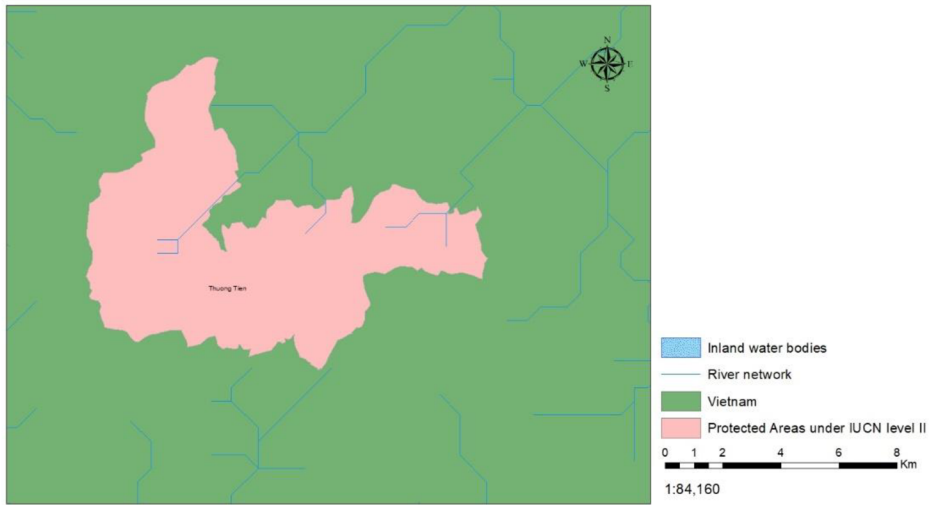 N
W E
S
Thuong Tien
Inland water bodies
River network
Vietnam
Protected Areas under IUCN level II
0 1 2 4 6 8
Km
1:84,160